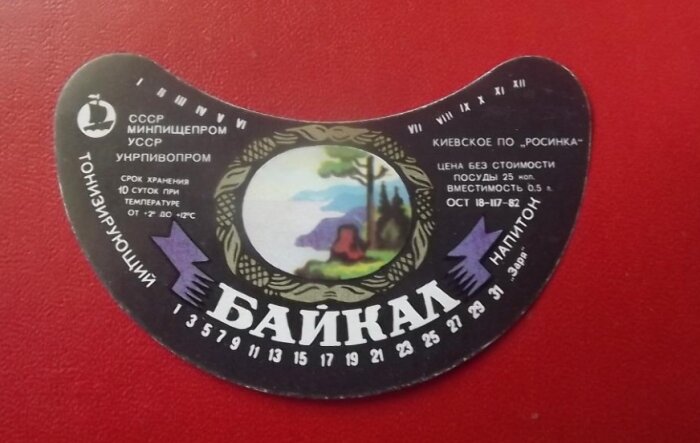 I II III IV V VI
VII VIII IX X XI XII
СССР
МИНПИЩЕПРОМ
УССР
УКРПИВОПРОМ
СРОК ХРАНЕНИЯ
10 СУТОК ПРИ
ТЕМПЕРАТУРЕ
ОТ +2° ДО +12°С
КИЕВСКОЕ ПО „РОСИНКА"
ЦЕНА БЕЗ СТОИМОСТИ
ПОСУДЫ 25 коп.
ВМЕСТИМОСТЬ 0,5 л.
ОСТ 18-117-82
ТОНИЗИРУЮЩИЙ
НАПИТОН
БАЙКАЛ
1 3 5 7 9 11 13 15 17 19 21 23 25 27 29 31 „Заря"